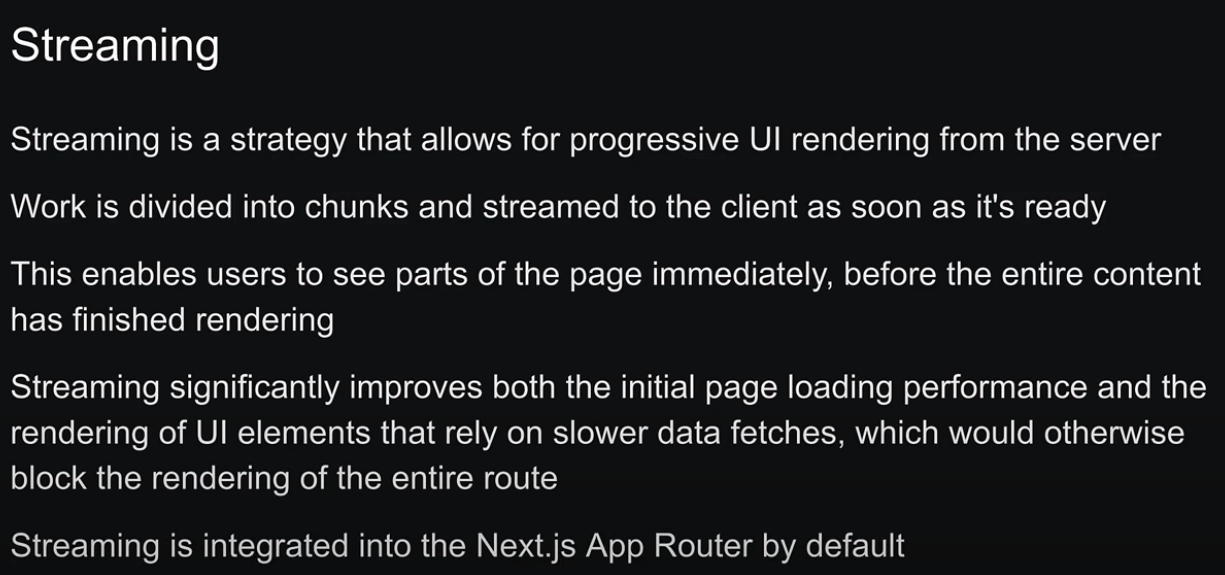 Streaming
Streaming is a strategy that allows for progressive UI rendering from the server
Work is divided into chunks and streamed to the client as soon as it's ready
This enables users to see parts of the page immediately, before the entire content
has finished rendering
Streaming significantly improves both the initial page loading performance and the
rendering of UI elements that rely on slower data fetches, which would otherwise
block the rendering of the entire route
Streaming is integrated into the Next.js App Router by default